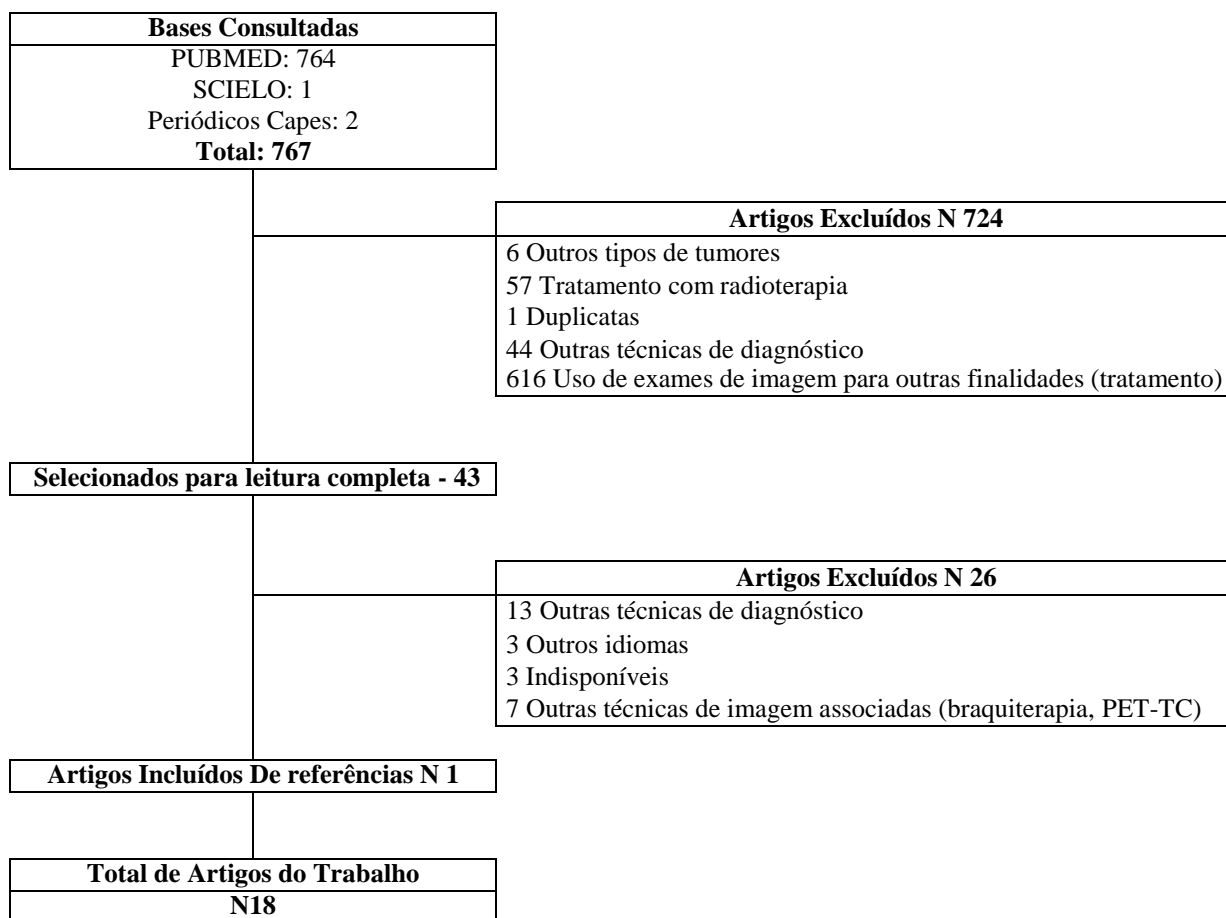 Bases Consultadas
PUBMED: 764
SCIELO: 1
Periódicos Capes: 2
Total: 767
Artigos Excluídos N 724
6 Outros tipos de tumores
57 Tratamento com radioterapia
1 Duplicatas
44 Outras técnicas de diagnóstico
616 Uso de exames de imagem para outras finalidades (tratamento)
Selecionados para leitura completa - 43
Artigos Excluídos N 26
13 Outras técnicas de diagnóstico
3 Outros idiomas
3 Indisponíveis
7 Outras técnicas de imagem associadas (braquiterapia, PET-TC)
Artigos Incluídos De referências N 1
Total de Artigos do Trabalho
N18